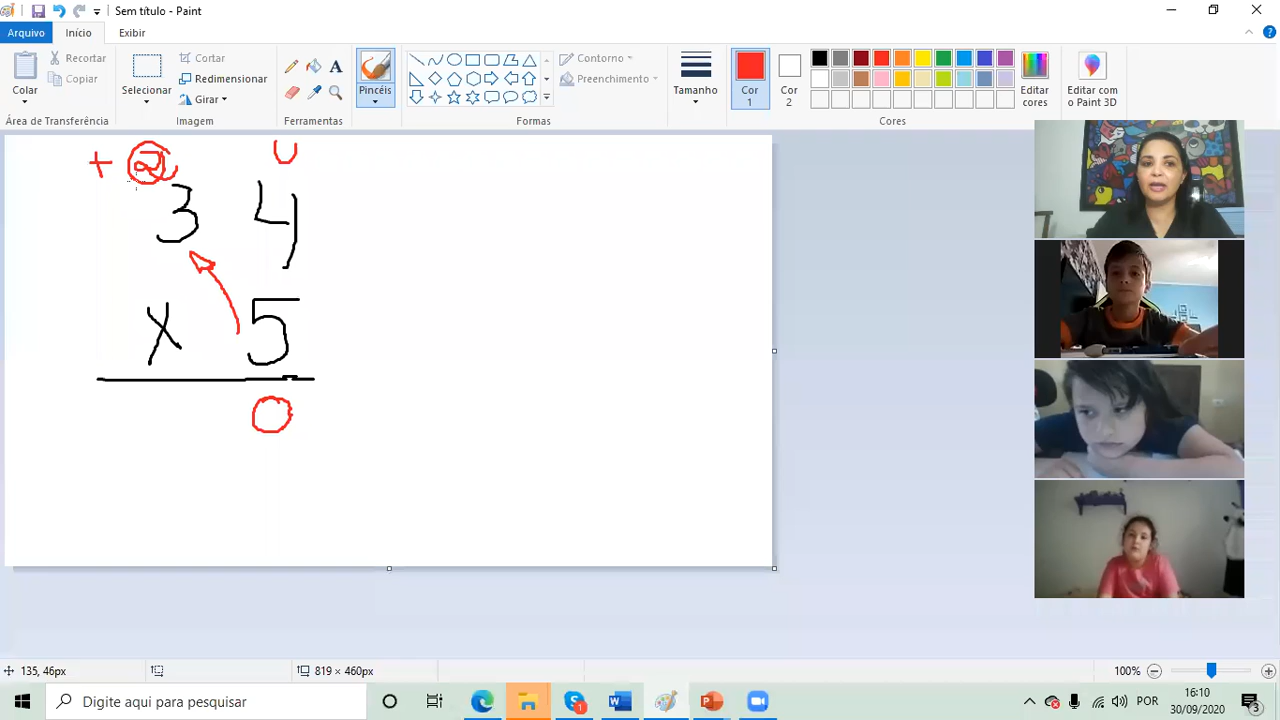 Sem título - Paint
Arquivo Início Exibir
Colar
Recortar
Copiar
Área de Transferência
Selecionar
Cortar
Redimensionar
Girar
Imagem
A
Ferramentas
Pincéis
Contorno
Preenchimento
Formas
Tamanho
Cor 1
Cor 2
Editar cores
Cores
Editar com o Paint 3D
+ 2 U
3 4
X 5
0
135, 46px
819 × 460px
100%
Digite aqui para pesquisar
1
POR
16:10
30/09/2020
3